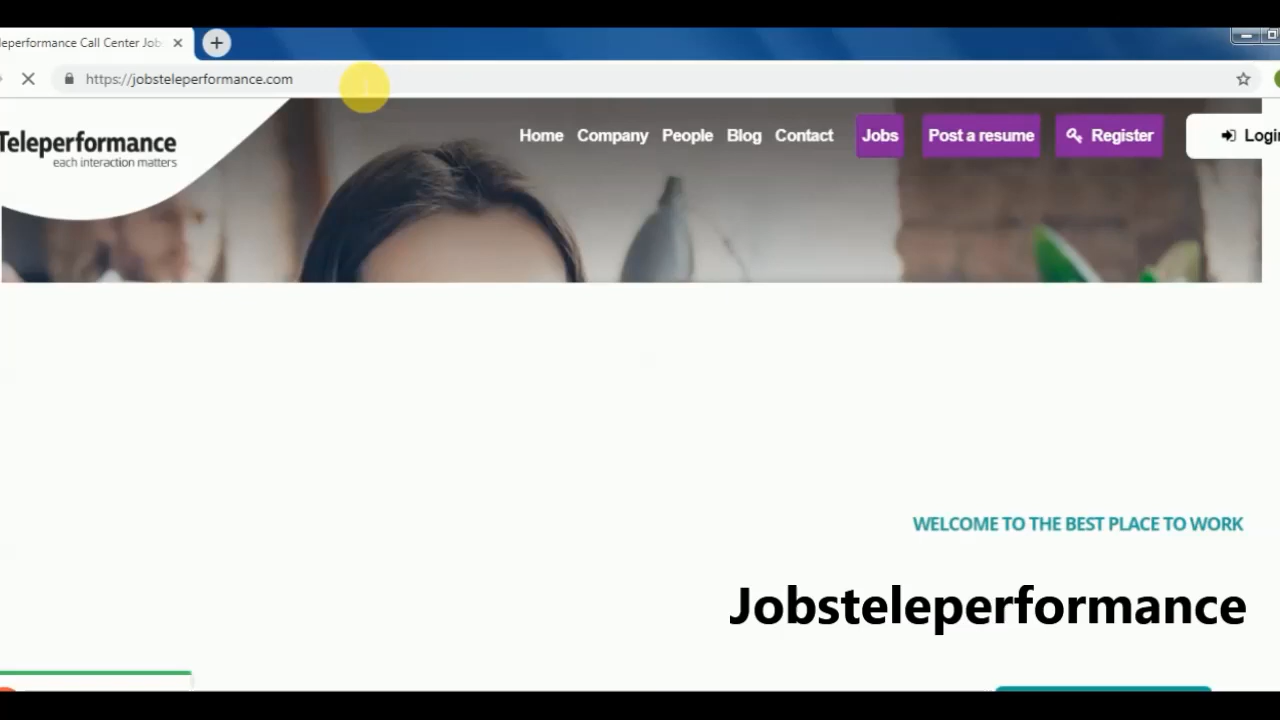 eleperformance Call Center Job
https://jobsteleperformance.com
Teleperformance
each interaction matters
Home Company People Blog Contact Jobs Post a resume Register Login
WELCOME TO THE BEST PLACE TO WORK
Jobsteleperformance